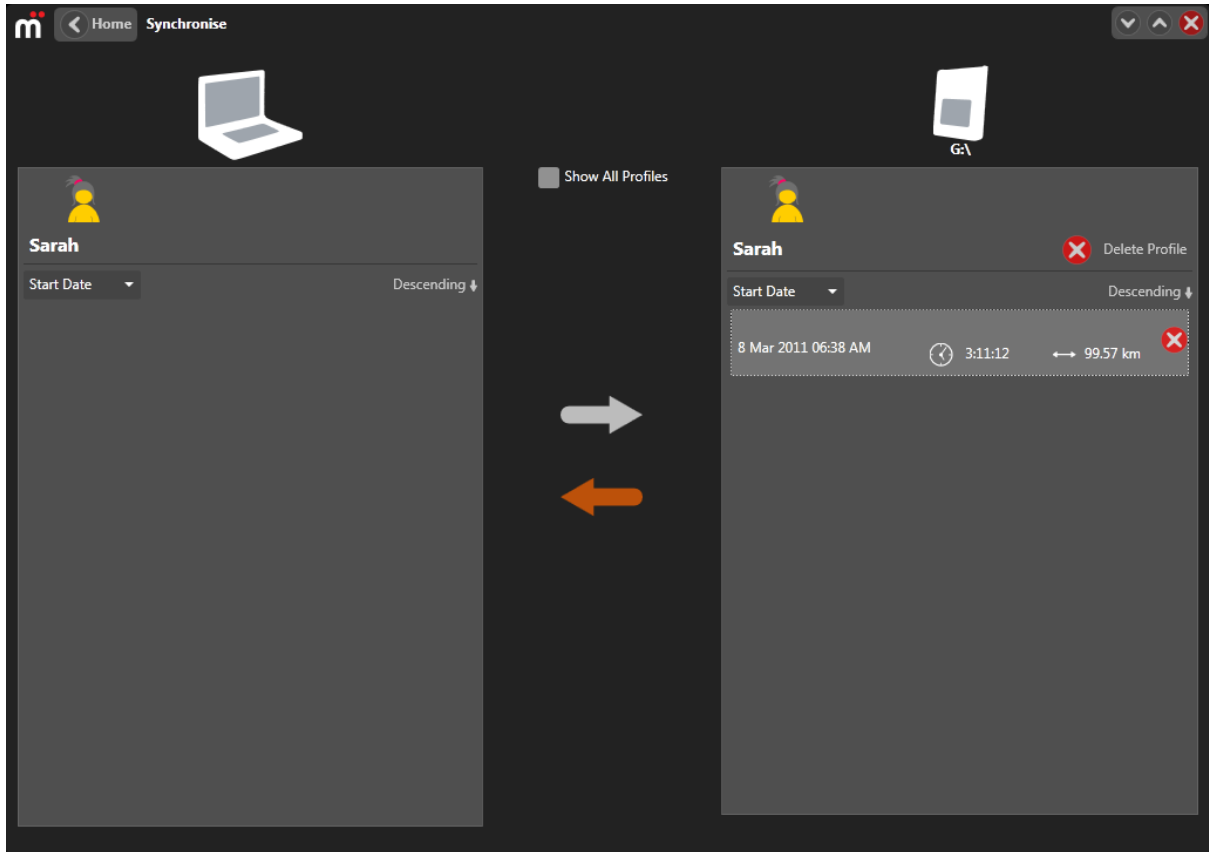 m Home Synchronise
G:\
Show All Profiles
Sarah
Start Date Descending
Sarah Delete Profile
Start Date Descending
8 Mar 2011 06:38 AM 3:11:12 99.57 km